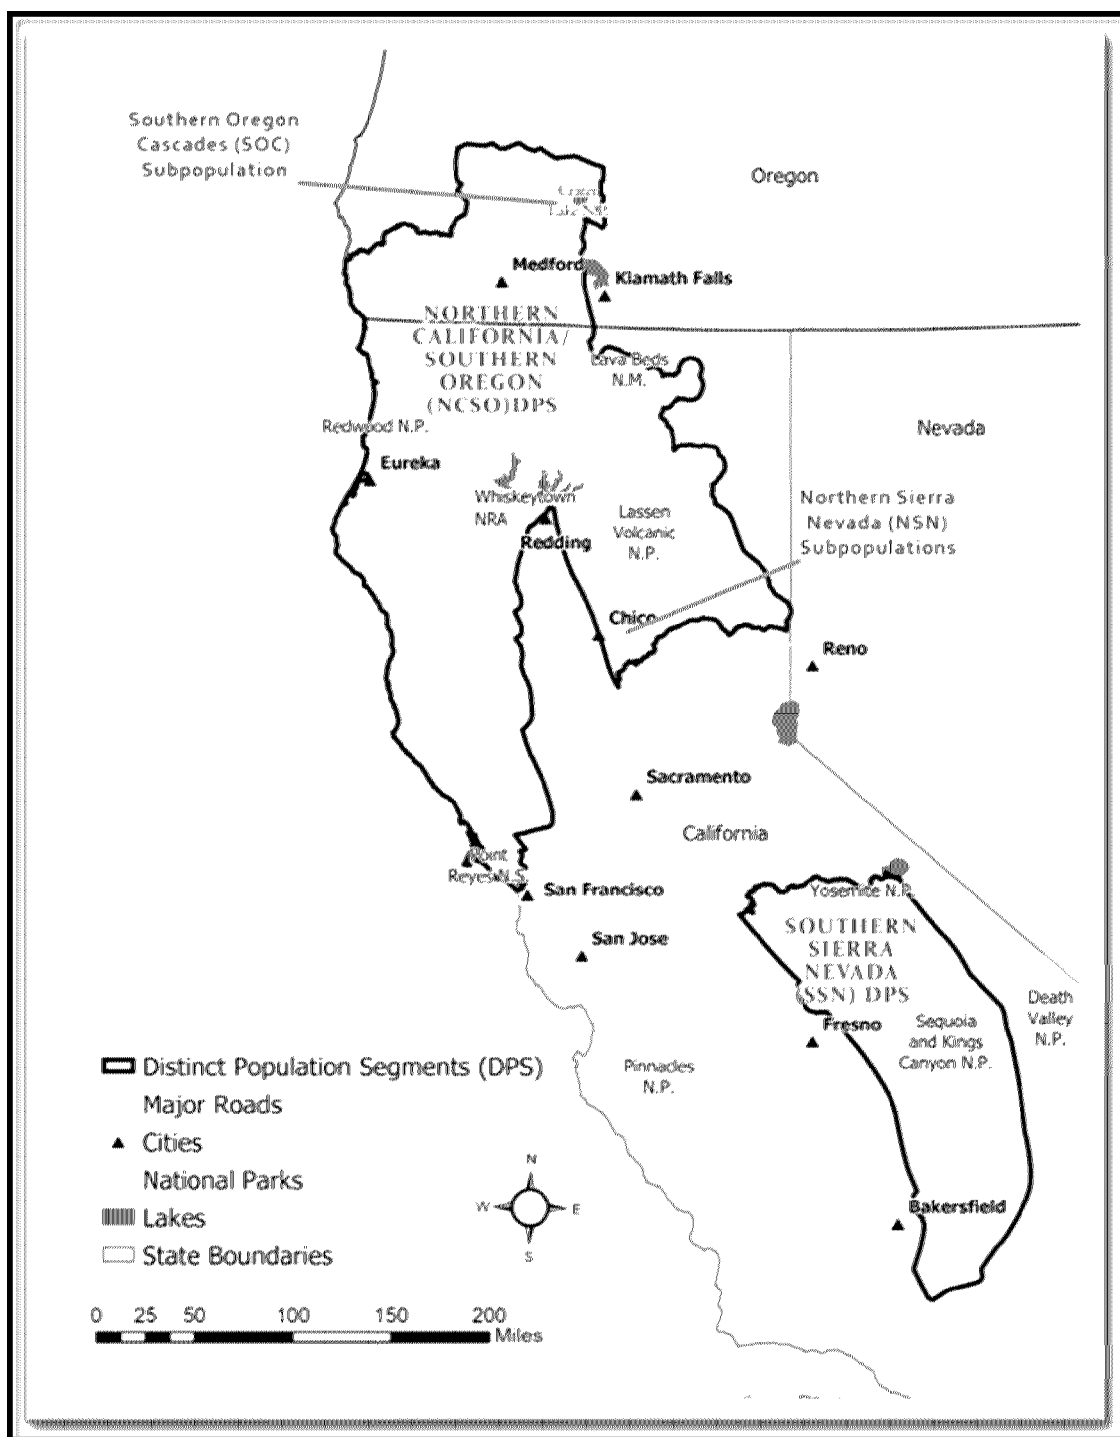 Southern Oregon
Cascades (SOC)
Subpopulation
Oregon
Crater
Lake N.P.
Medford
Klamath Falls
NORTHERN
CALIFORNIA/
SOUTHERN
OREGON
(NCSO) DPS
Lava Beds
N.M.
Redwood N.P.
Nevada
Eureka
Whiskeytown
NRA
Lassen
Volcanic
N.P.
Northern Sierra
Nevada (NSN)
Subpopulations
Redding
Chico
Reno
Sacramento
California
Point
Reyes N.S.
San Francisco
Yosemite N.P.
San Jose
SOUTHERN
SIERRA
NEVADA
(SSN) DPS
Fresno
Sequoia
and Kings
Canyon N.P.
Death
Valley
N.P.
Pinnacles
N.P.
Bakersfield
Distinct Population Segments (DPS)
Major Roads
Cities
National Parks
Lakes
State Boundaries
N
W E
S
0 25 50 100 150 200
Miles